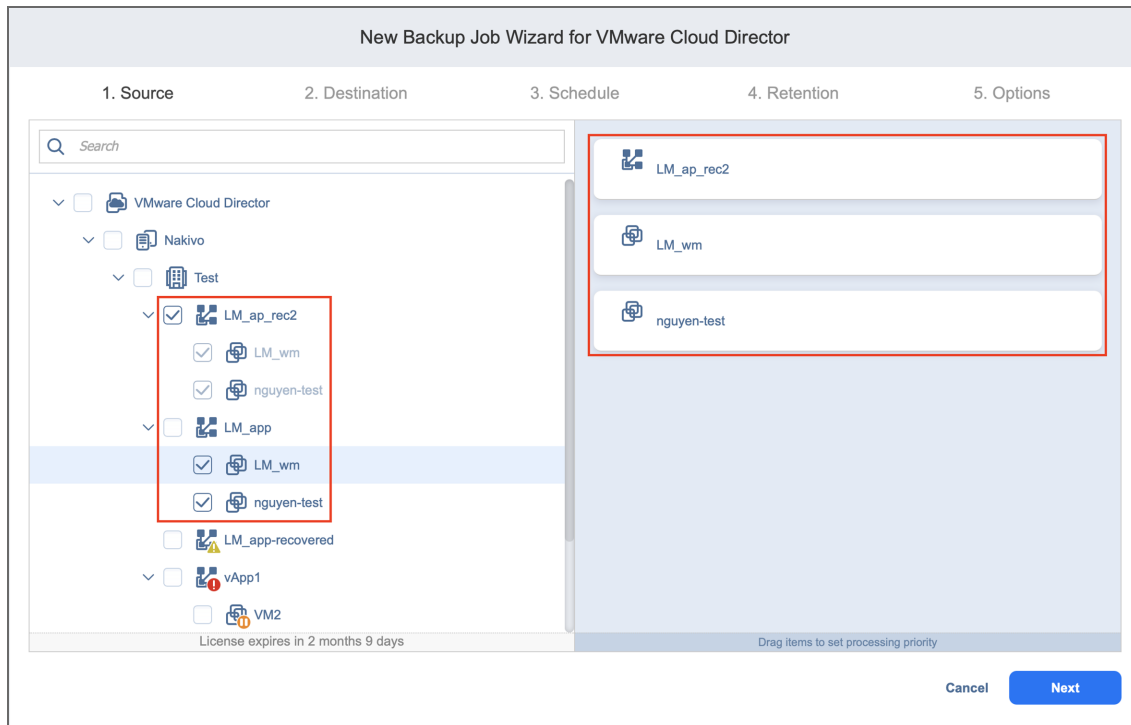 New Backup Job Wizard for VMware Cloud Director
1. Source
2. Destination
3. Schedule
4. Retention
5. Options
Search
VMware Cloud Director
Nakivo
Test
LM_ap_rec2
LM_wm
nguyen-test
LM_app
LM_wm
nguyen-test
LM_app-recovered
vApp1
VM2
License expires in 2 months 9 days
LM_ap_rec2
LM_wm
nguyen-test
Drag items to set processing priority
Cancel
Next